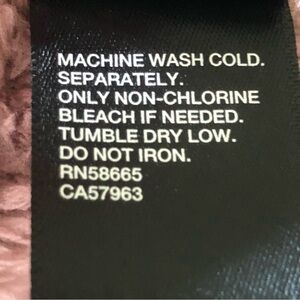 MACHINE WASH COLD.
SEPARATELY.
ONLY NON-CHLORINE
BLEACH IF NEEDED.
TUMBLE DRY LOW.
DO NOT IRON.
RN58665
CA57963